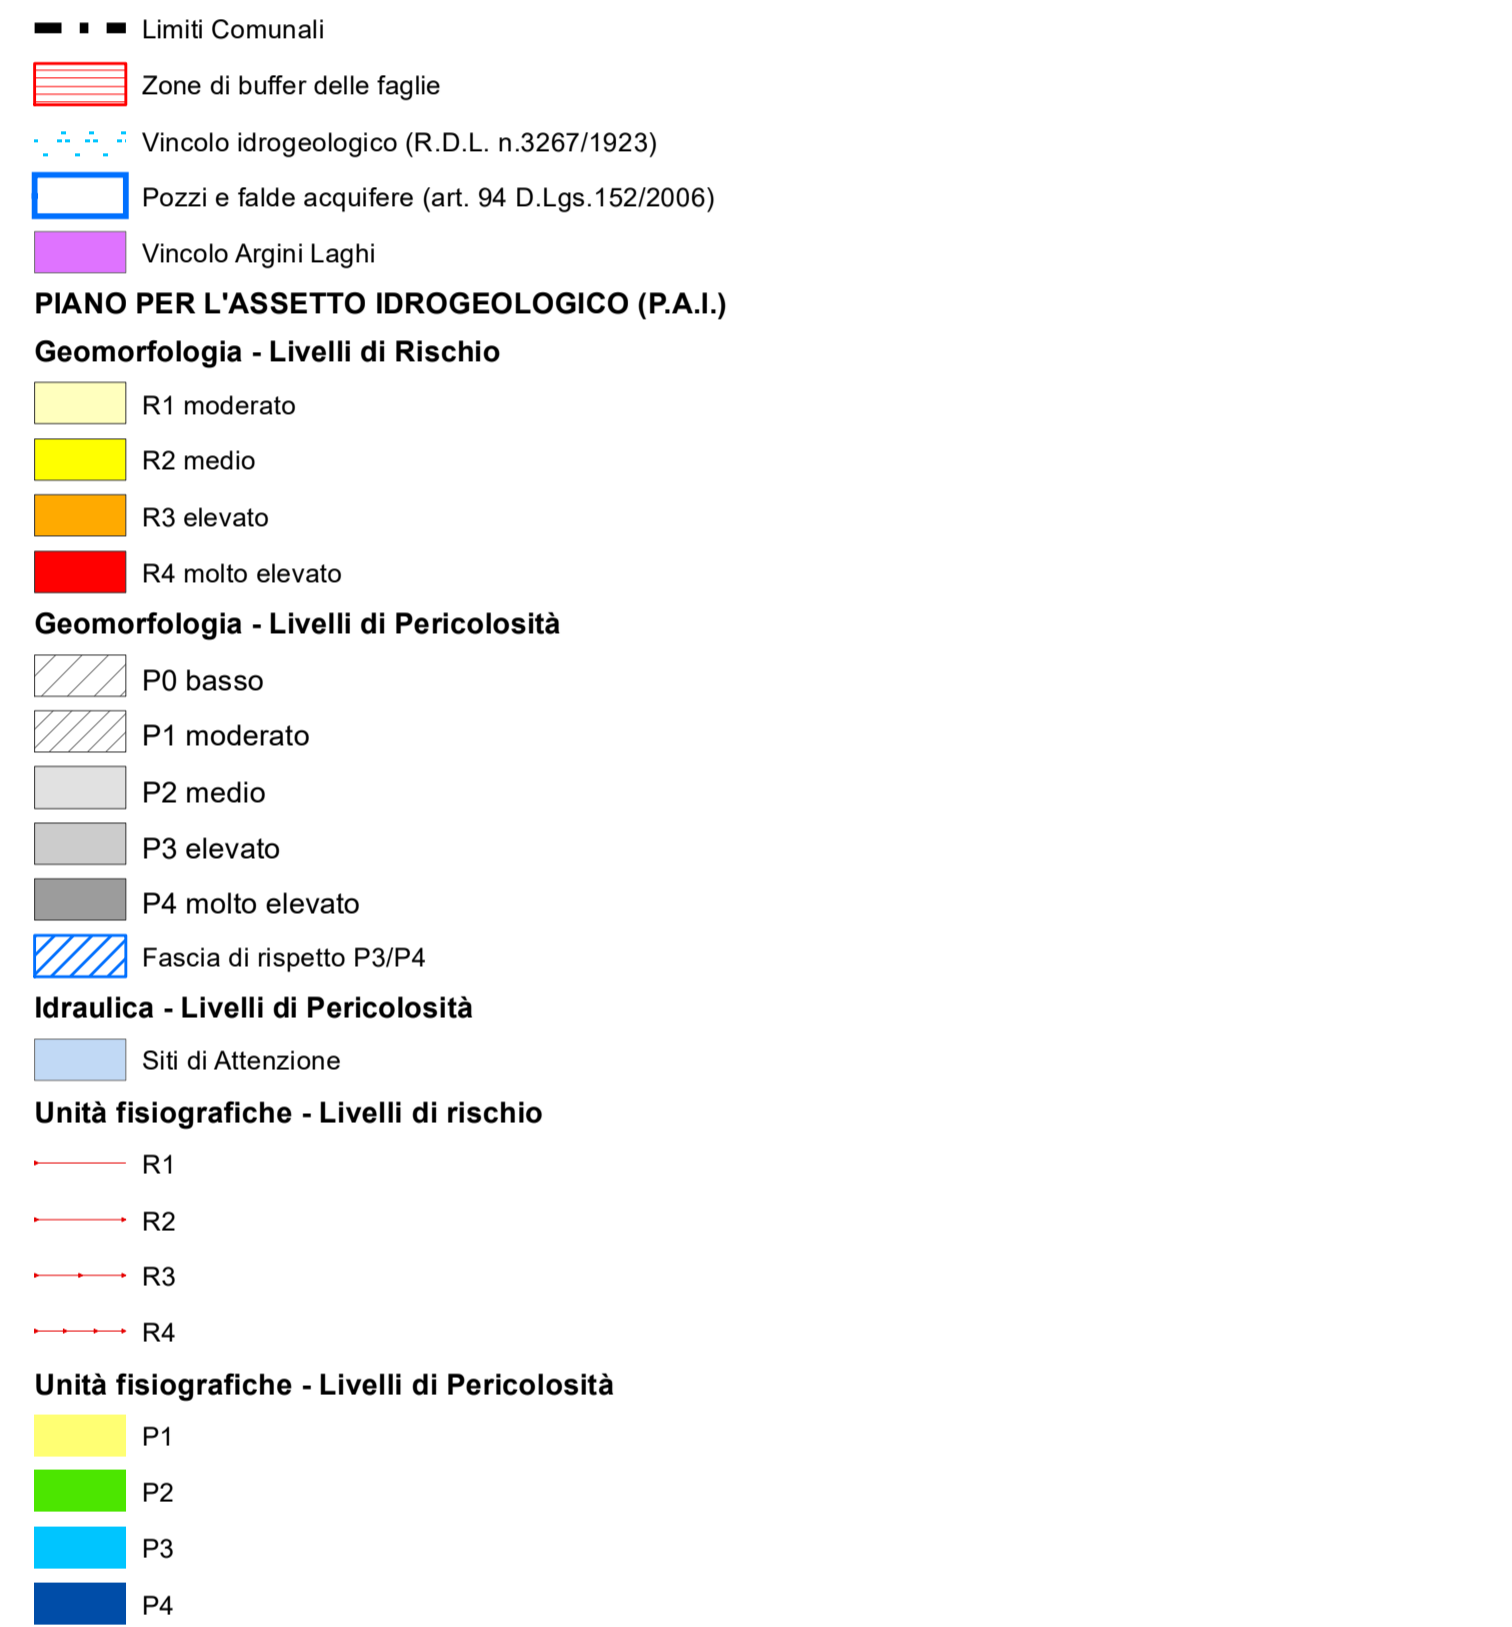 Limiti Comunali
Zone di buffer delle faglie
Vincolo idrogeologico (R.D.L. n.3267/1923)
Pozzi e falde acquifere (art. 94 D.Lgs.152/2006)
Vincolo Argini Laghi
PIANO PER L'ASSETTO IDROGEOLOGICO (P.A.I.)
Geomorfologia - Livelli di Rischio
R1 moderato
R2 medio
R3 elevato
R4 molto elevato
Geomorfologia - Livelli di Pericolosità
P0 basso
P1 moderato
P2 medio
P3 elevato
P4 molto elevato
Fascia di rispetto P3/P4
Idraulica - Livelli di Pericolosità
Siti di Attenzione
Unità fisiografiche - Livelli di rischio
R1
R2
R3
R4
Unità fisiografiche - Livelli di Pericolosità
P1
P2
P3
P4